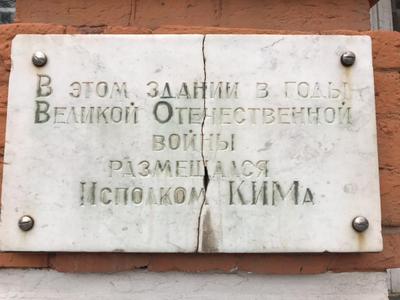 В ЭТОМ ЗДАНИИ В ГОДЫ
ВЕЛИКОЙ ОТЕЧЕСТВЕННОЙ
ВОЙНЫ
РАЗМЕЩАЛСЯ
ИСПОЛКОМ КИМа